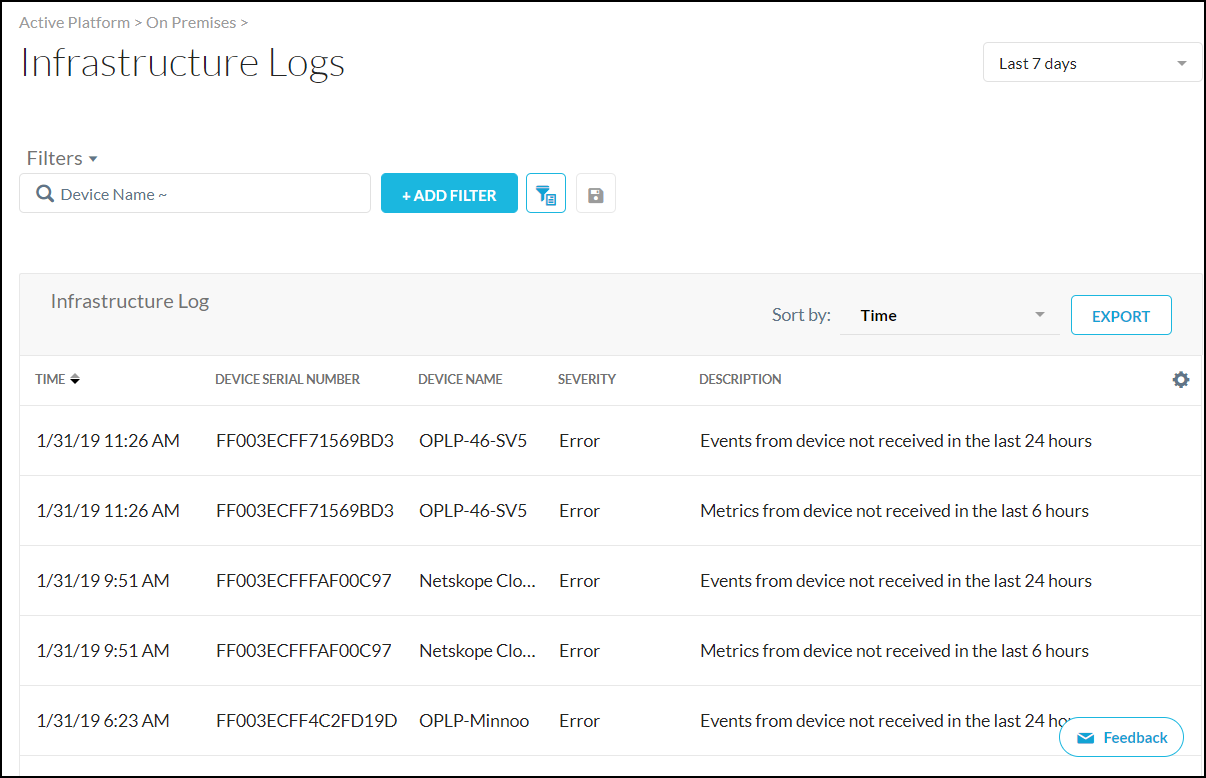 Active Platform > On Premises >
Infrastructure Logs
Last 7 days
Filters
Device Name ~
+ ADD FILTER
Infrastructure Log
Sort by: Time
EXPORT
TIME DEVICE SERIAL NUMBER DEVICE NAME SEVERITY DESCRIPTION
1/31/19 11:26 AM FF003ECFF71569BD3 OPLP-46-SV5 Error Events from device not received in the last 24 hours
1/31/19 11:26 AM FF003ECFF71569BD3 OPLP-46-SV5 Error Metrics from device not received in the last 6 hours
1/31/19 9:51 AM FF003ECFFFAF00C97 Netskope Clo... Error Events from device not received in the last 24 hours
1/31/19 9:51 AM FF003ECFFFAF00C97 Netskope Clo... Error Metrics from device not received in the last 6 hours
1/31/19 6:23 AM FF003ECFF4C2FD19D OPLP-Minnoo Error Events from device not received in the last 24
Feedback